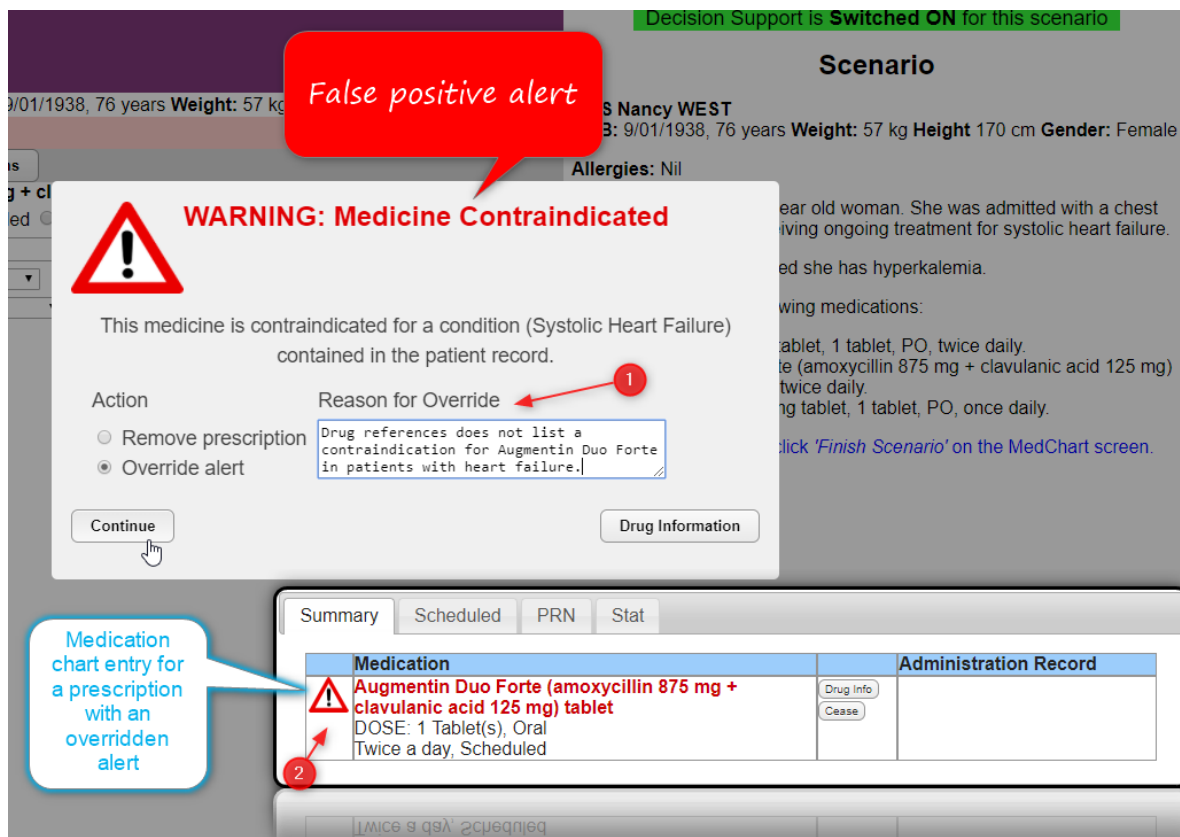 Decision Support is Switched ON for this scenario
Scenario
False positive alert
9/01/1938, 76 years Weight: 57 kg
S Nancy WEST
B: 9/01/1938, 76 years Weight: 57 kg Height 170 cm Gender: Female
Allergies: Nil
ear old woman. She was admitted with a chest
iving ongoing treatment for systolic heart failure.
ed she has hyperkalemia.
wing medications:
tablet, 1 tablet, PO, twice daily.
te (amoxycillin 875 mg + clavulanic acid 125 mg)
twice daily.
ng tablet, 1 tablet, PO, once daily.
click 'Finish Scenario' on the MedChart screen.
WARNING: Medicine Contraindicated
This medicine is contraindicated for a condition (Systolic Heart Failure)
contained in the patient record.
1
Action
Reason for Override
Remove prescription
Override alert
Drug references does not list a
contraindication for Augmentin Duo Forte
in patients with heart failure.
Continue
Drug Information
Medication
chart entry for
a prescription
with an
overridden
alert
Summary
Scheduled
PRN
Stat
Medication
Administration Record
Augmentin Duo Forte (amoxycillin 875 mg +
clavulanic acid 125 mg) tablet
DOSE: 1 Tablet(s), Oral
Twice a day, Scheduled
Drug Info
Cease
2